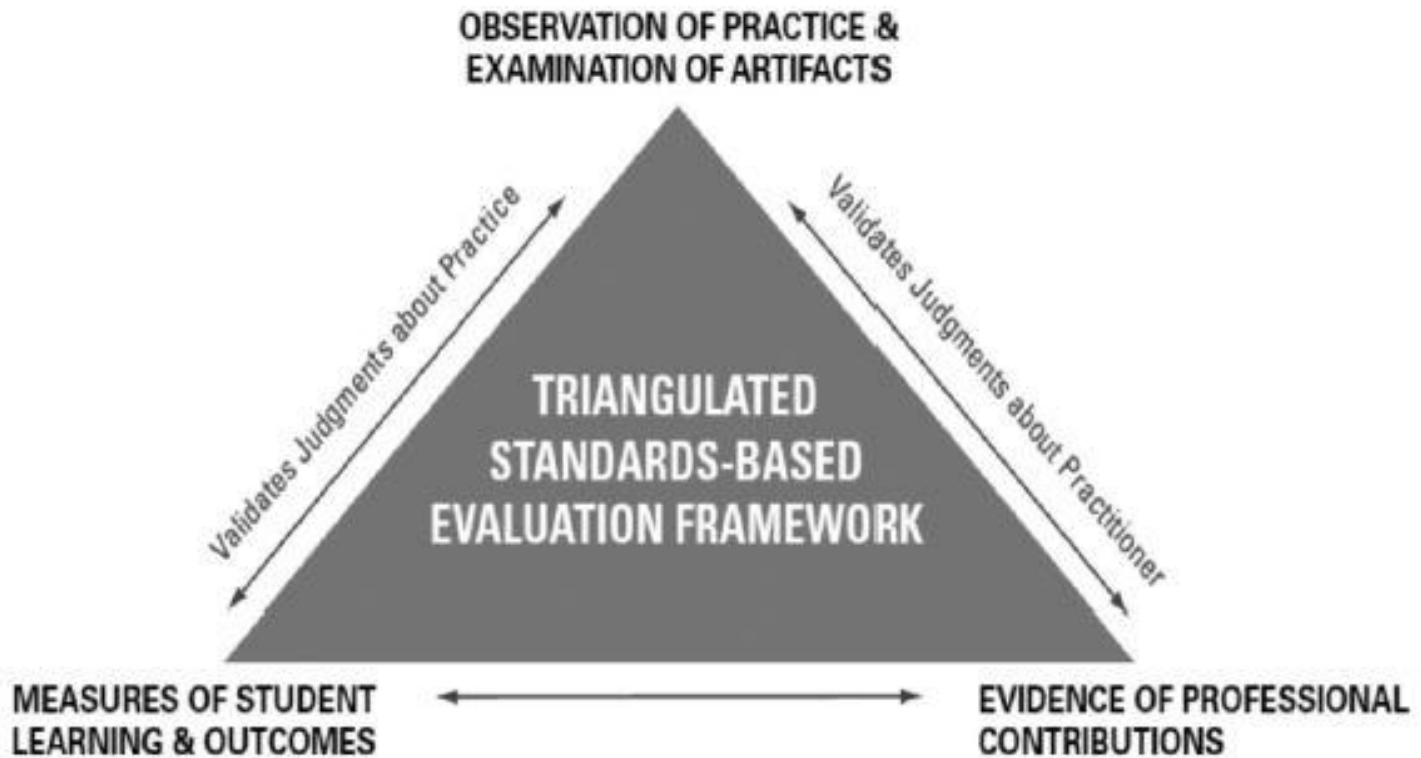 OBSERVATION OF PRACTICE &
EXAMINATION OF ARTIFACTS
Validates Judgments about Practice
Validates Judgments about Practitioner
TRIANGULATED
STANDARDS-BASED
EVALUATION FRAMEWORK
MEASURES OF STUDENT
LEARNING & OUTCOMES
EVIDENCE OF PROFESSIONAL
CONTRIBUTIONS